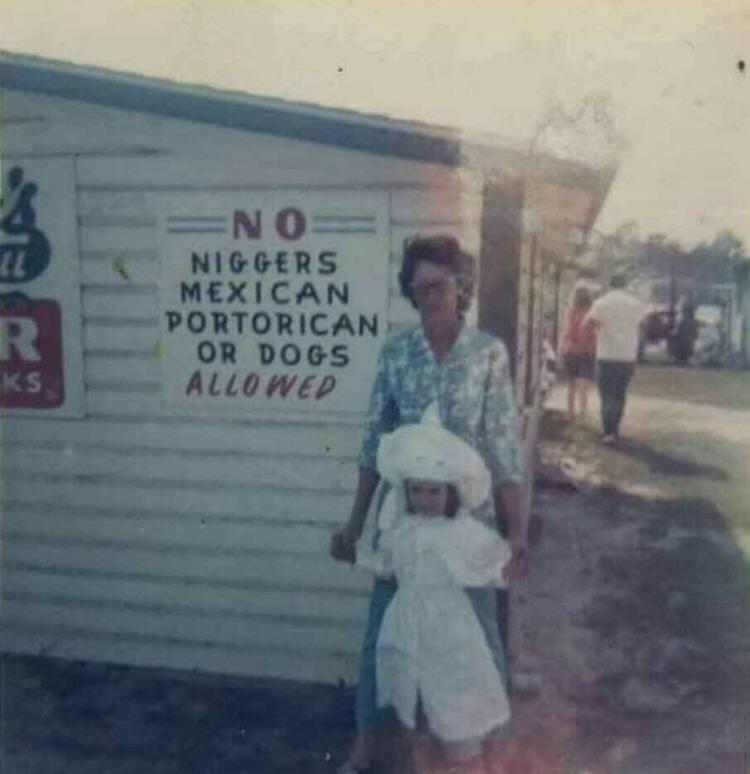 NO
NIGGERS
MEXICAN
PORTORICAN
OR DOGS
ALLOWED